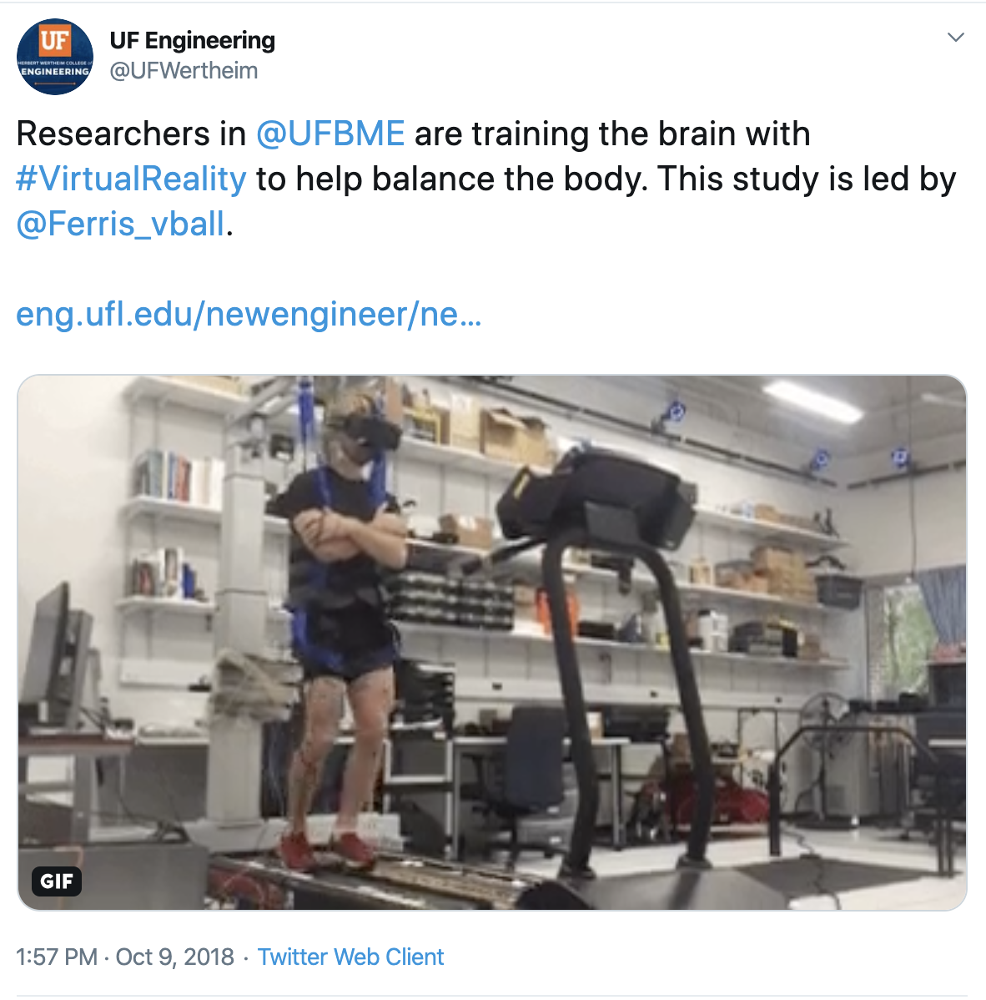 UF
HERBERT WERTHEIM COLLEGE of
ENGINEERING
UF Engineering
@UFWertheim
Researchers in @UFBME are training the brain with
#VirtualReality to help balance the body. This study is led by
@Ferris_vball.
eng.ufl.edu/newengineer/ne...
GIF
1:57 PM · Oct 9, 2018 · Twitter Web Client